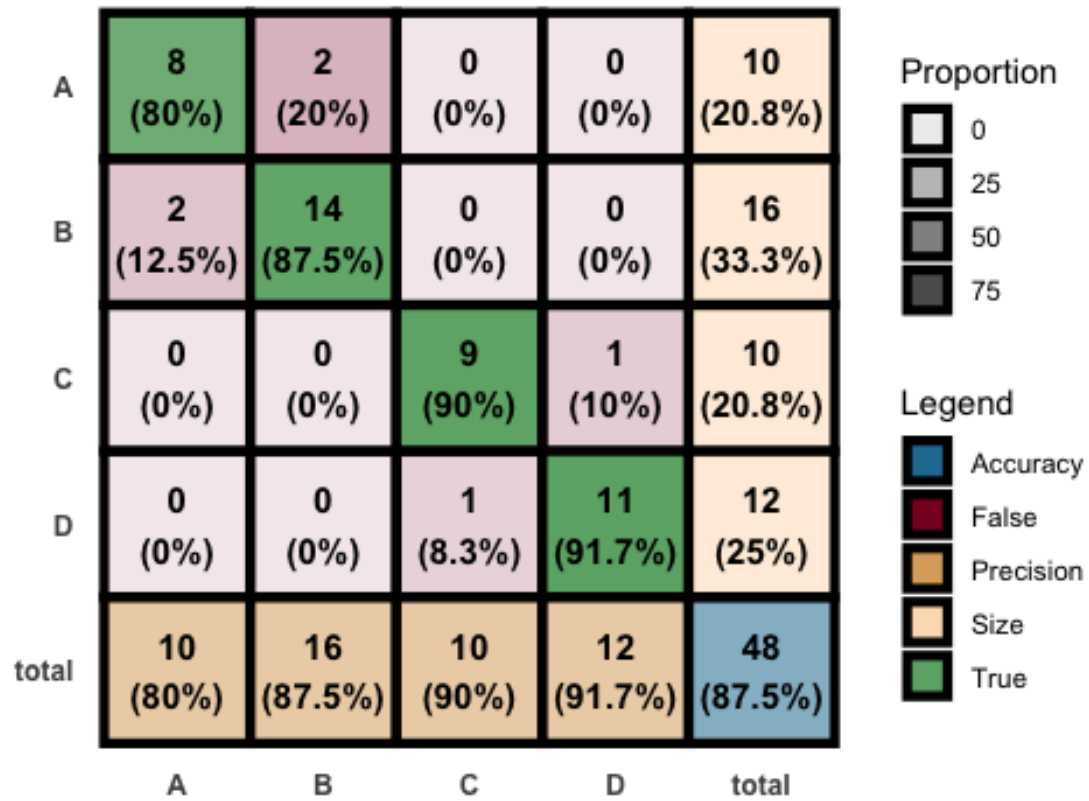 A
8 2 0 0 10
(80%) (20%) (0%) (0%) (20.8%)
B
2 14 0 0 16
(12.5%) (87.5%) (0%) (0%) (33.3%)
C
0 0 9 1 10
(0%) (0%) (90%) (10%) (20.8%)
D
0 0 1 11 12
(0%) (0%) (8.3%) (91.7%) (25%)
total
10 16 10 12 48
(80%) (87.5%) (90%) (91.7%) (87.5%)
A B C D total
Proportion
0
25
50
75
Legend
Accuracy
False
Precision
Size
True